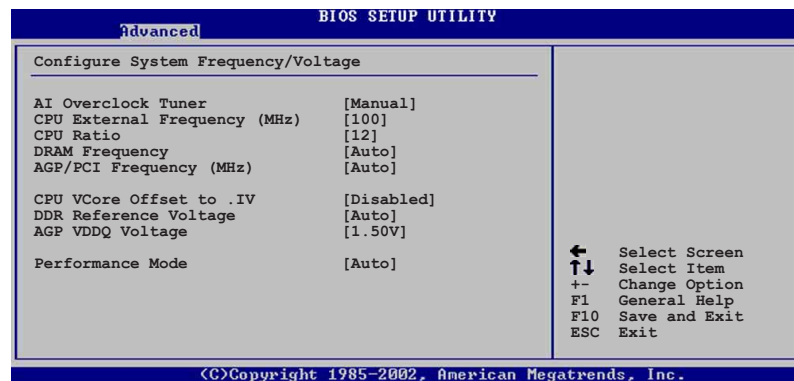 BIOS SETUP UTILITY
Advanced
Configure System Frequency/Voltage
AI Overclock Tuner [Manual]
CPU External Frequency (MHz) [100]
CPU Ratio [12]
DRAM Frequency [Auto]
AGP/PCI Frequency (MHz) [Auto]
CPU VCore Offset to .IV [Disabled]
DDR Reference Voltage [Auto]
AGP VDDQ Voltage [1.50V]
Performance Mode [Auto]
← Select Screen
↑↓ Select Item
+- Change Option
F1 General Help
F10 Save and Exit
ESC Exit
(C)Copyright 1985-2002, American Megatrends, Inc.